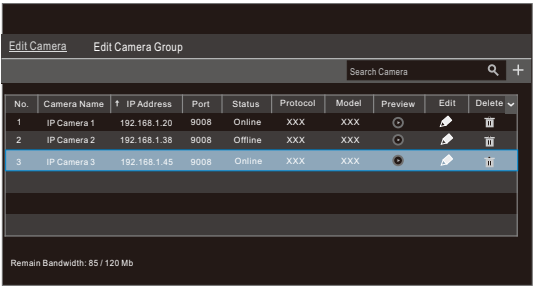 Edit Camera Edit Camera Group
Search Camera
No. Camera Name ↑ IP Address Port Status Protocol Model Preview Edit Delete
1 IP Camera 1 192.168.1.20 9008 Online XXX XXX
2 IP Camera 2 192.168.1.38 9008 Offline XXX XXX
3 IP Camera 3 192.168.1.45 9008 Online XXX XXX
Remain Bandwidth: 85 / 120 Mb